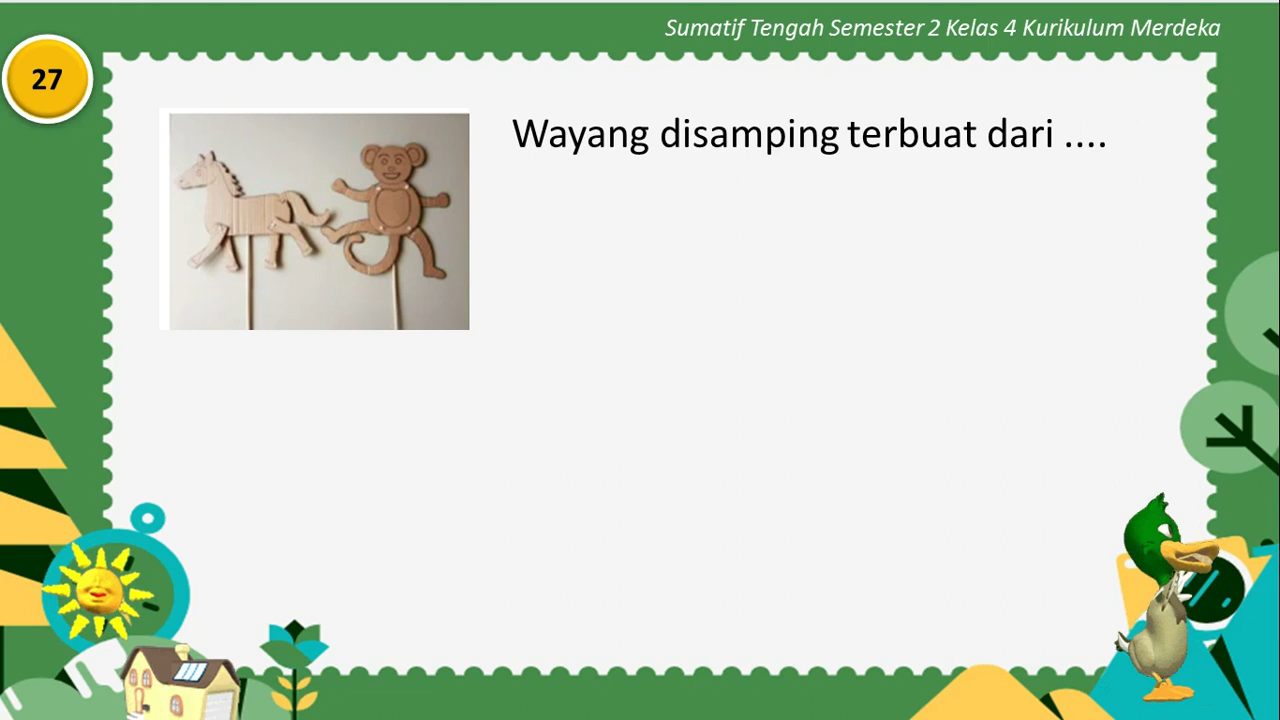 Sumatif Tengah Semester 2 Kelas 4 Kurikulum Merdeka
27
Wayang disamping terbuat dari ....